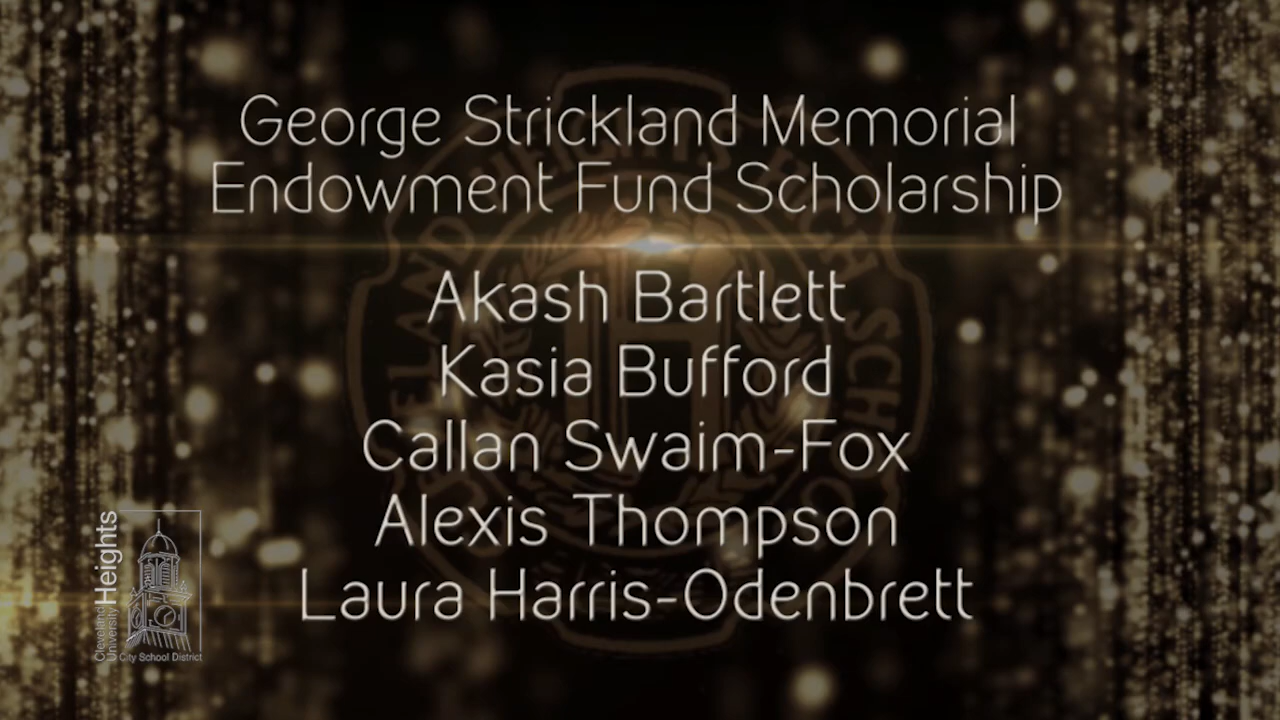 George Strickland Memorial
Endowment Fund Scholarship
Akash Bartlett
Kasia Bufford
Callan Swaim-Fox
Alexis Thompson
Laura Harris-Odenbrett
Cleveland
University Heights
City School District